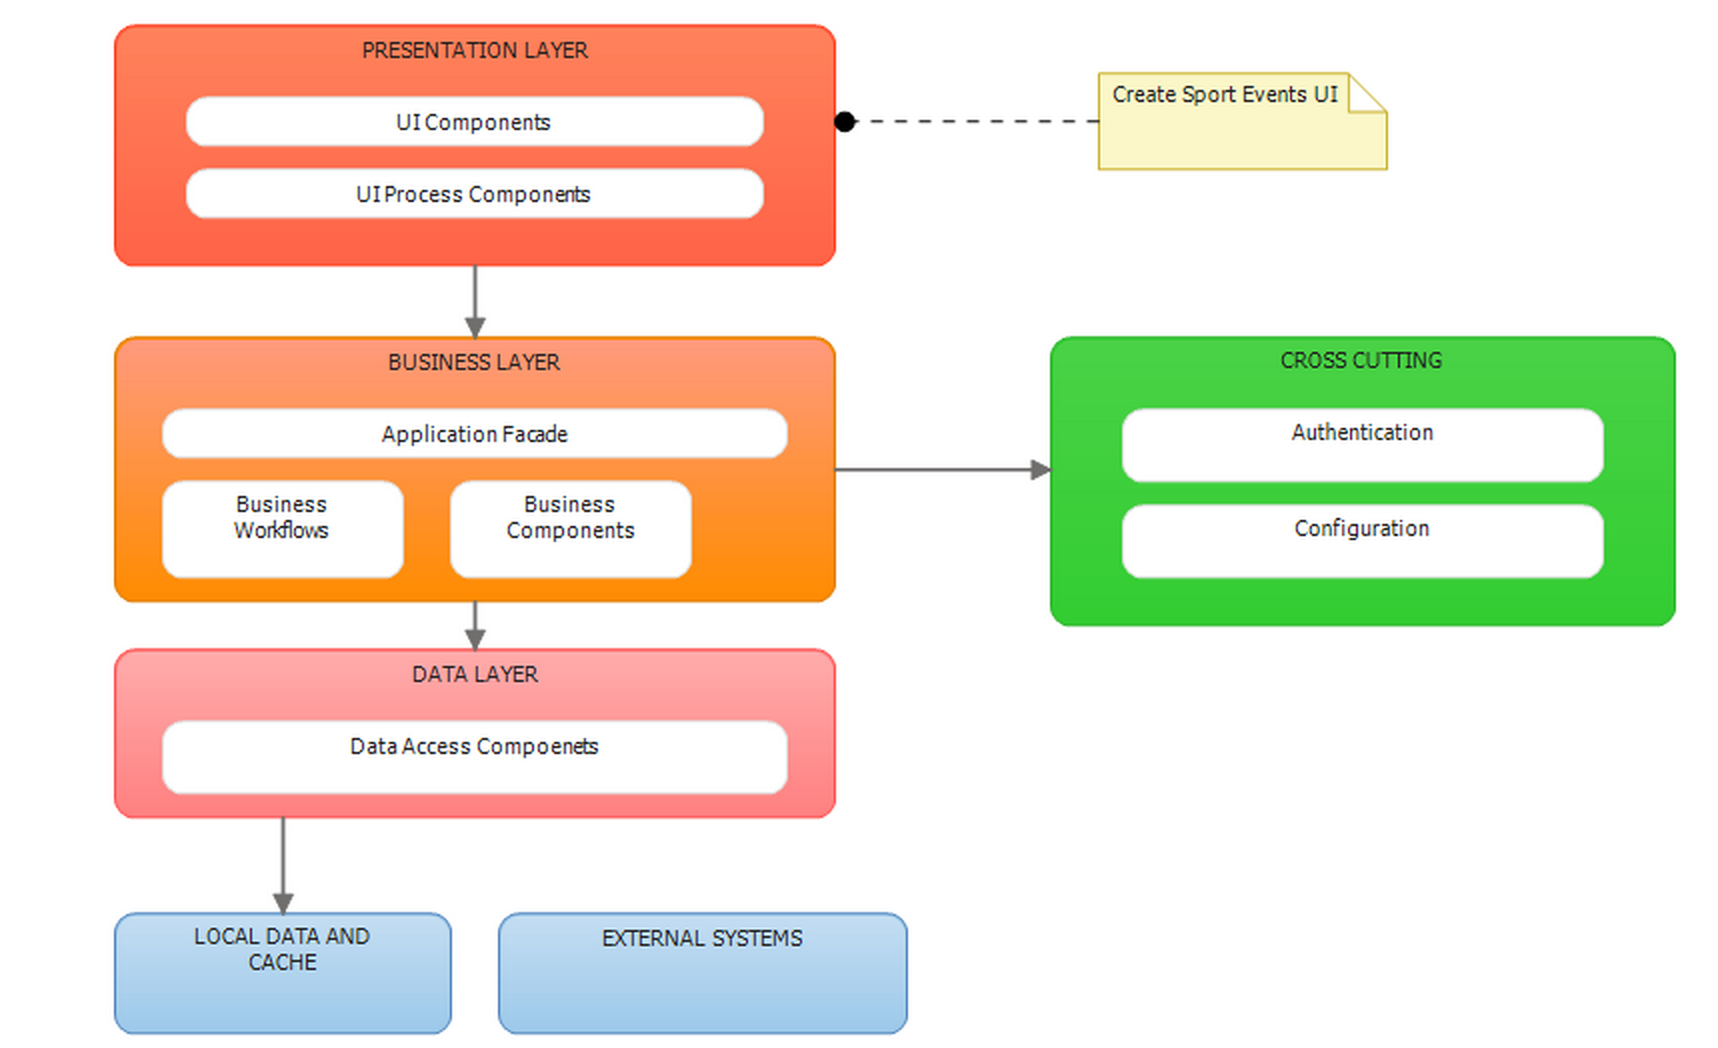 PRESENTATION LAYER
UI Components
UI Process Components
Create Sport Events UI
BUSINESS LAYER
Application Facade
Business
Workflows
Business
Components
CROSS CUTTING
Authentication
Configuration
DATA LAYER
Data Access Compoenets
LOCAL DATA AND
CACHE
EXTERNAL SYSTEMS